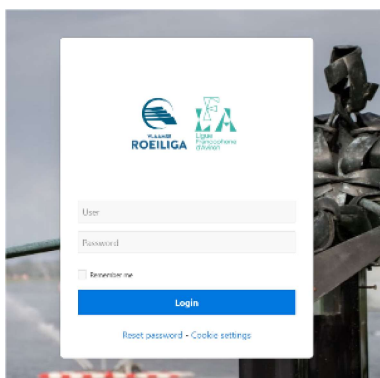 VLAAMSE
ROEILIGA
Ligue
Francophone
d'Aviron
User
Password
Remember me
Login
Reset password - Cookie settings